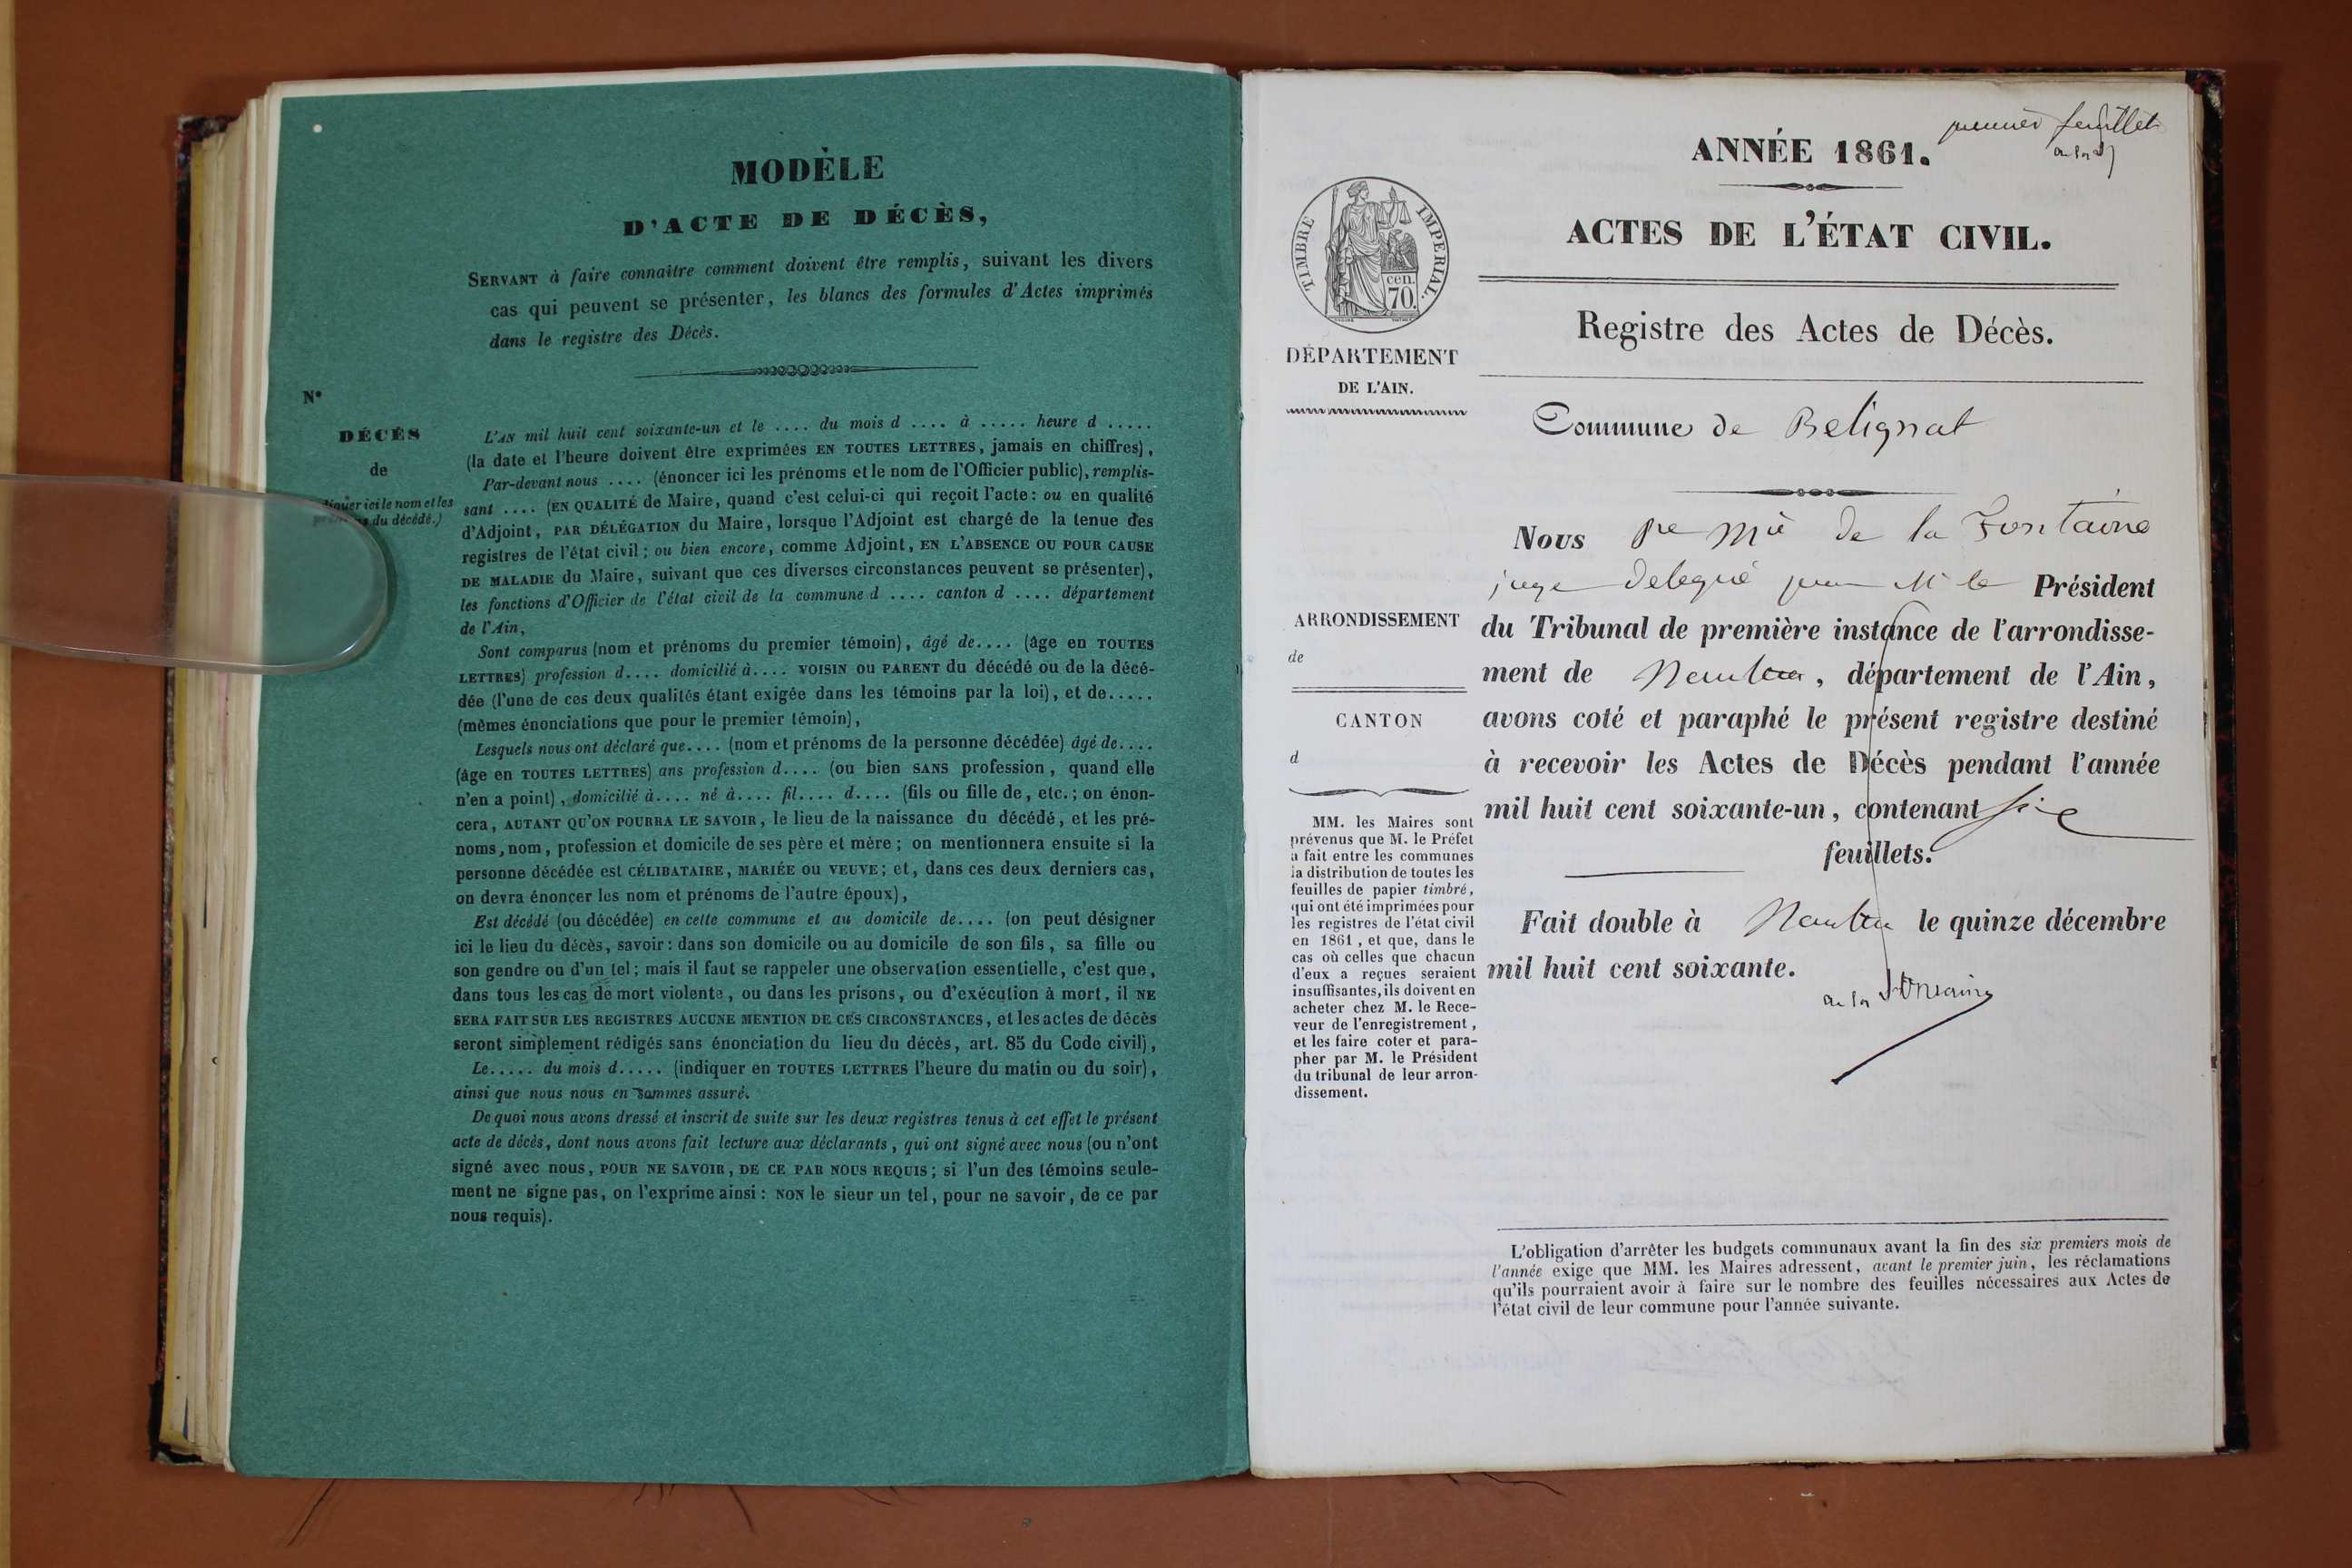 MODÈLE
D'ACTE DE DÉCÈS,
SERVANT à faire connaître comment doivent être remplis, suivant les divers
cas qui peuvent se présenter, les blancs des formules d'Actes imprimés
dans le registre des Décès.
N°
DÉCÈS
de
iquer ici le nom et les
du décédé.)
L'AN mil huit cent soixante-un et le .... du mois d .... à ..... heure d .....
(la date et l'heure doivent être exprimées EN TOUTES LETTRES, jamais en chiffres),
Par-devant nous .... (énoncer ici les prénoms et le nom de l'Officier public), remplis-
sant .... (EN QUALITÉ de Maire, quand c'est celui-ci qui reçoit l'acte: ou en qualité
d'Adjoint, PAR DÉLÉGATION du Maire, lorsque l'Adjoint est chargé de la tenue des
registres de l'état civil; ou bien encore, comme Adjoint, EN L'ABSENCE OU POUR CAUSE
DE MALADIE du Maire, suivant que ces diverses circonstances peuvent se présenter),
les fonctions d'Officier de l'état civil de la commune d .... canton d .... département
de l'Ain,
Sont comparus (nom et prénoms du premier témoin), âgé de.... (âge en TOUTES
LETTRES) profession d.... domicilié à.... VOISIN OU PARENT du décédé ou de la décé-
dée (l'une de ces deux qualités étant exigée dans les témoins par la loi), et de.....
(mêmes énonciations que pour le premier témoin),
Lesquels nous ont déclaré que.... (nom et prénoms de la personne décédée) âgé de....
(âge en TOUTES LETTRES) ans profession d.... (ou bien SANS profession, quand elle
n'en a point), domicilié à.... né à.... fil.... d.... (fils ou fille de, etc.; on énon-
cera, AUTANT QU'ON POURRA LE SAVOIR, le lieu de la naissance du décédé, et les pré-
noms, nom, profession et domicile de ses père et mère; on mentionnera ensuite si la
personne décédée est CÉLIBATAIRE, MARIÉE OU VEUVE; et, dans ces deux derniers cas,
on devra énoncer les nom et prénoms de l'autre époux),
Est décédé (ou décédée) en cette commune et au domicile de.... (on peut désigner
ici le lieu du décès, savoir: dans son domicile ou au domicile de son fils, sa fille ou
son gendre ou d'un tel; mais il faut se rappeler une observation essentielle, c'est que,
dans tous les cas de mort violente, ou dans les prisons, ou d'exécution à mort, il NE
SERA FAIT SUR LES REGISTRES AUCUNE MENTION DE CES CIRCONSTANCES, et les actes de décès
seront simplement rédigés sans énonciation du lieu du décès, art. 85 du Code civil),
Le..... du mois d..... (indiquer en TOUTES LETTRES l'heure du matin ou du soir),
ainsi que nous nous en sommes assuré.
De quoi nous avons dressé et inscrit de suite sur les deux registres tenus à cet effet le présent
acte de décès, dont nous avons fait lecture aux déclarants, qui ont signé avec nous (ou n'ont
signé avec nous, POUR NE SAVOIR, DE CE PAR NOUS REQUIS; si l'un des témoins seule-
ment ne signe pas, on l'exprime ainsi: NON le sieur un tel, pour ne savoir, de ce par
nous requis).
premier feuillet
ANNÉE 1861.
ACTES DE L'ÉTAT CIVIL.
TIMBRE IMPERIAL.
cen.
70.
Registre des Actes de Décès.
DÉPARTEMENT
DE L'AIN.
Commune de Belignat
Nous pre Mie de la Fontaine
juge delegué par Mr le Président
ARRONDISSEMENT
de
CANTON
d
du Tribunal de première instance de l'arrondisse-
ment de Nantua, département de l'Ain,
avons coté et paraphé le présent registre destiné
à recevoir les Actes de Décès pendant l'année
mil huit cent soixante-un, contenant six
feuillets.
Fait double à Nantua le quinze décembre
mil huit cent soixante.
MM. les Maires sont
prévenus que M. le Préfet
a fait entre les communes
la distribution de toutes les
feuilles de papier timbré,
qui ont été imprimées pour
les registres de l'état civil
en 1861, et que, dans le
cas où celles que chacun
d'eux a reçues seraient
insuffisantes, ils doivent en
acheter chez M. le Rece-
veur de l'enregistrement,
et les faire coter et para-
pher par M. le Président
du tribunal de leur arron-
dissement.
L'obligation d'arrêter les budgets communaux avant la fin des six premiers mois de
l'année exige que MM. les Maires adressent, avant le premier juin, les réclamations
qu'ils pourraient avoir à faire sur le nombre des feuilles nécessaires aux Actes de
l'état civil de leur commune pour l'année suivante.